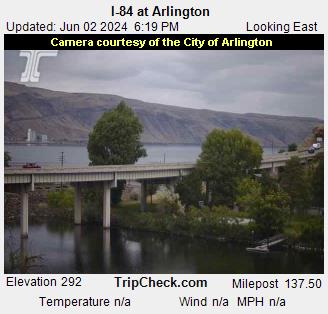 I-84 at Arlington
Updated: Jun 02 2024 6:19 PM Looking East
Camera courtesy of the City of Arlington
Elevation 292 TripCheck.com Milepost 137.50
Temperature n/a Wind n/a MPH n/a